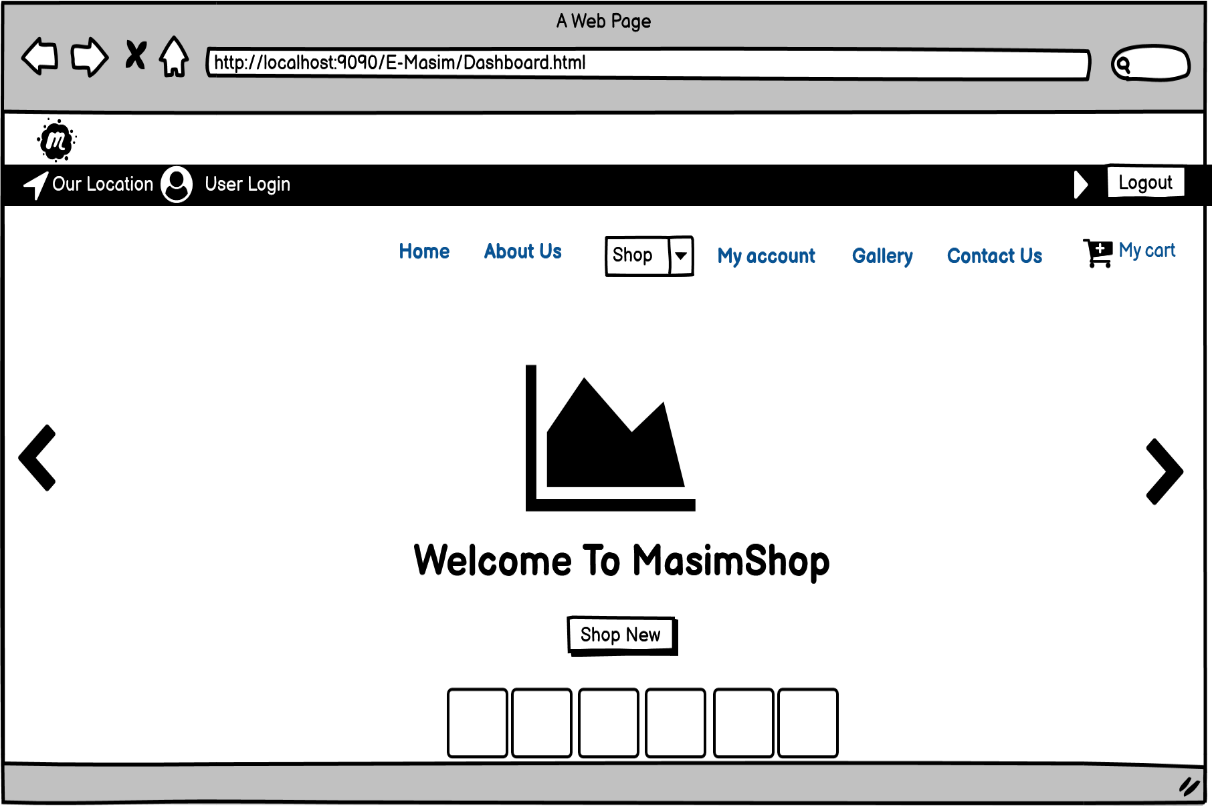 A Web Page
http://localhost:9090/E-Masim/Dashboard.html
m
Our Location User Login Logout
Home About Us Shop My account Gallery Contact Us My cart
Welcome To MasimShop
Shop New